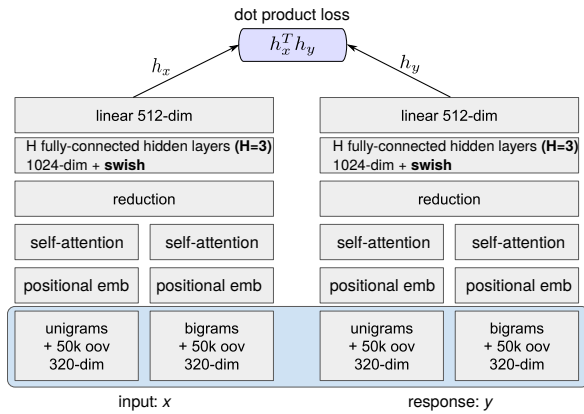 dot product loss
h_x^T h_y
h_x
h_y
linear 512-dim
linear 512-dim
H fully-connected hidden layers (H=3)
1024-dim + swish
H fully-connected hidden layers (H=3)
1024-dim + swish
reduction
reduction
self-attention
self-attention
self-attention
self-attention
positional emb
positional emb
positional emb
positional emb
unigrams
+ 50k oov
320-dim
bigrams
+ 50k oov
320-dim
unigrams
+ 50k oov
320-dim
bigrams
+ 50k oov
320-dim
input: x
response: y